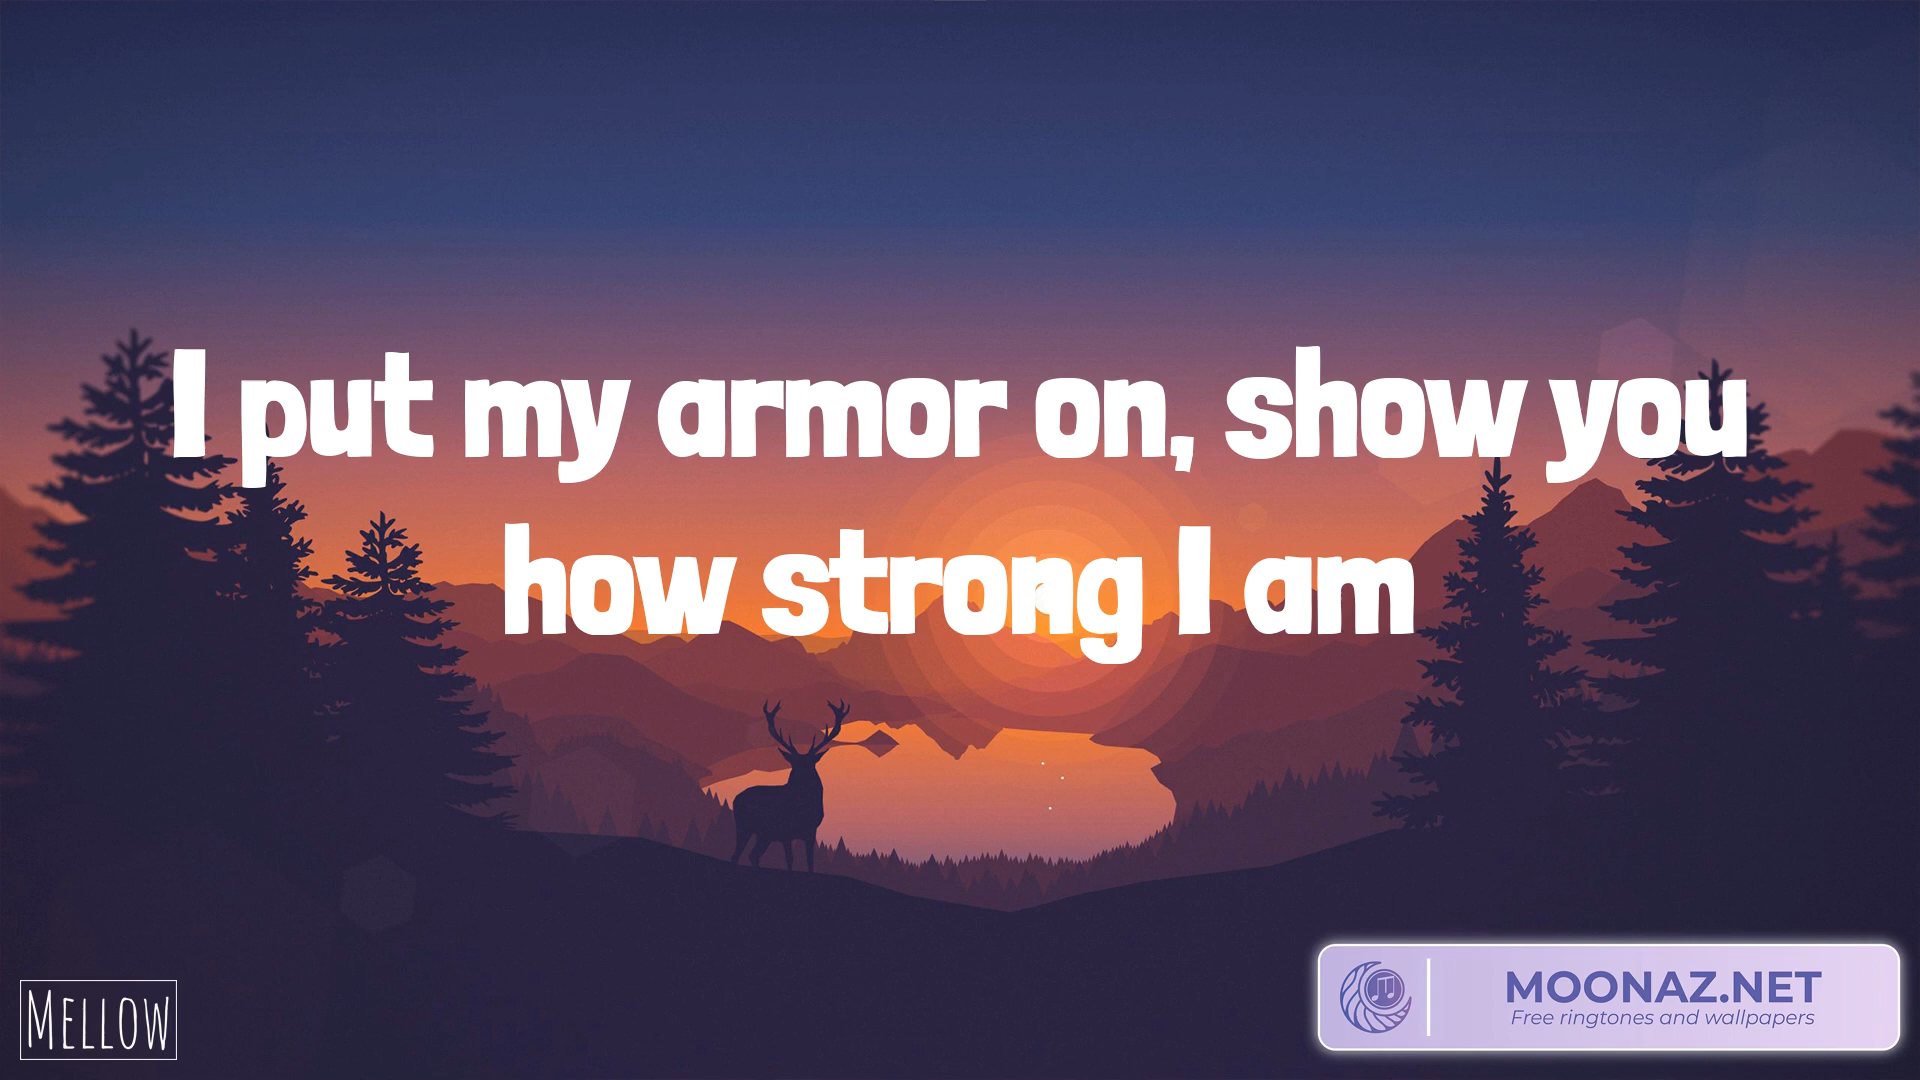 I put my armor on, show you
how strong I am
MELLOW
MOONAZ.NET
Free ringtones and wallpapers